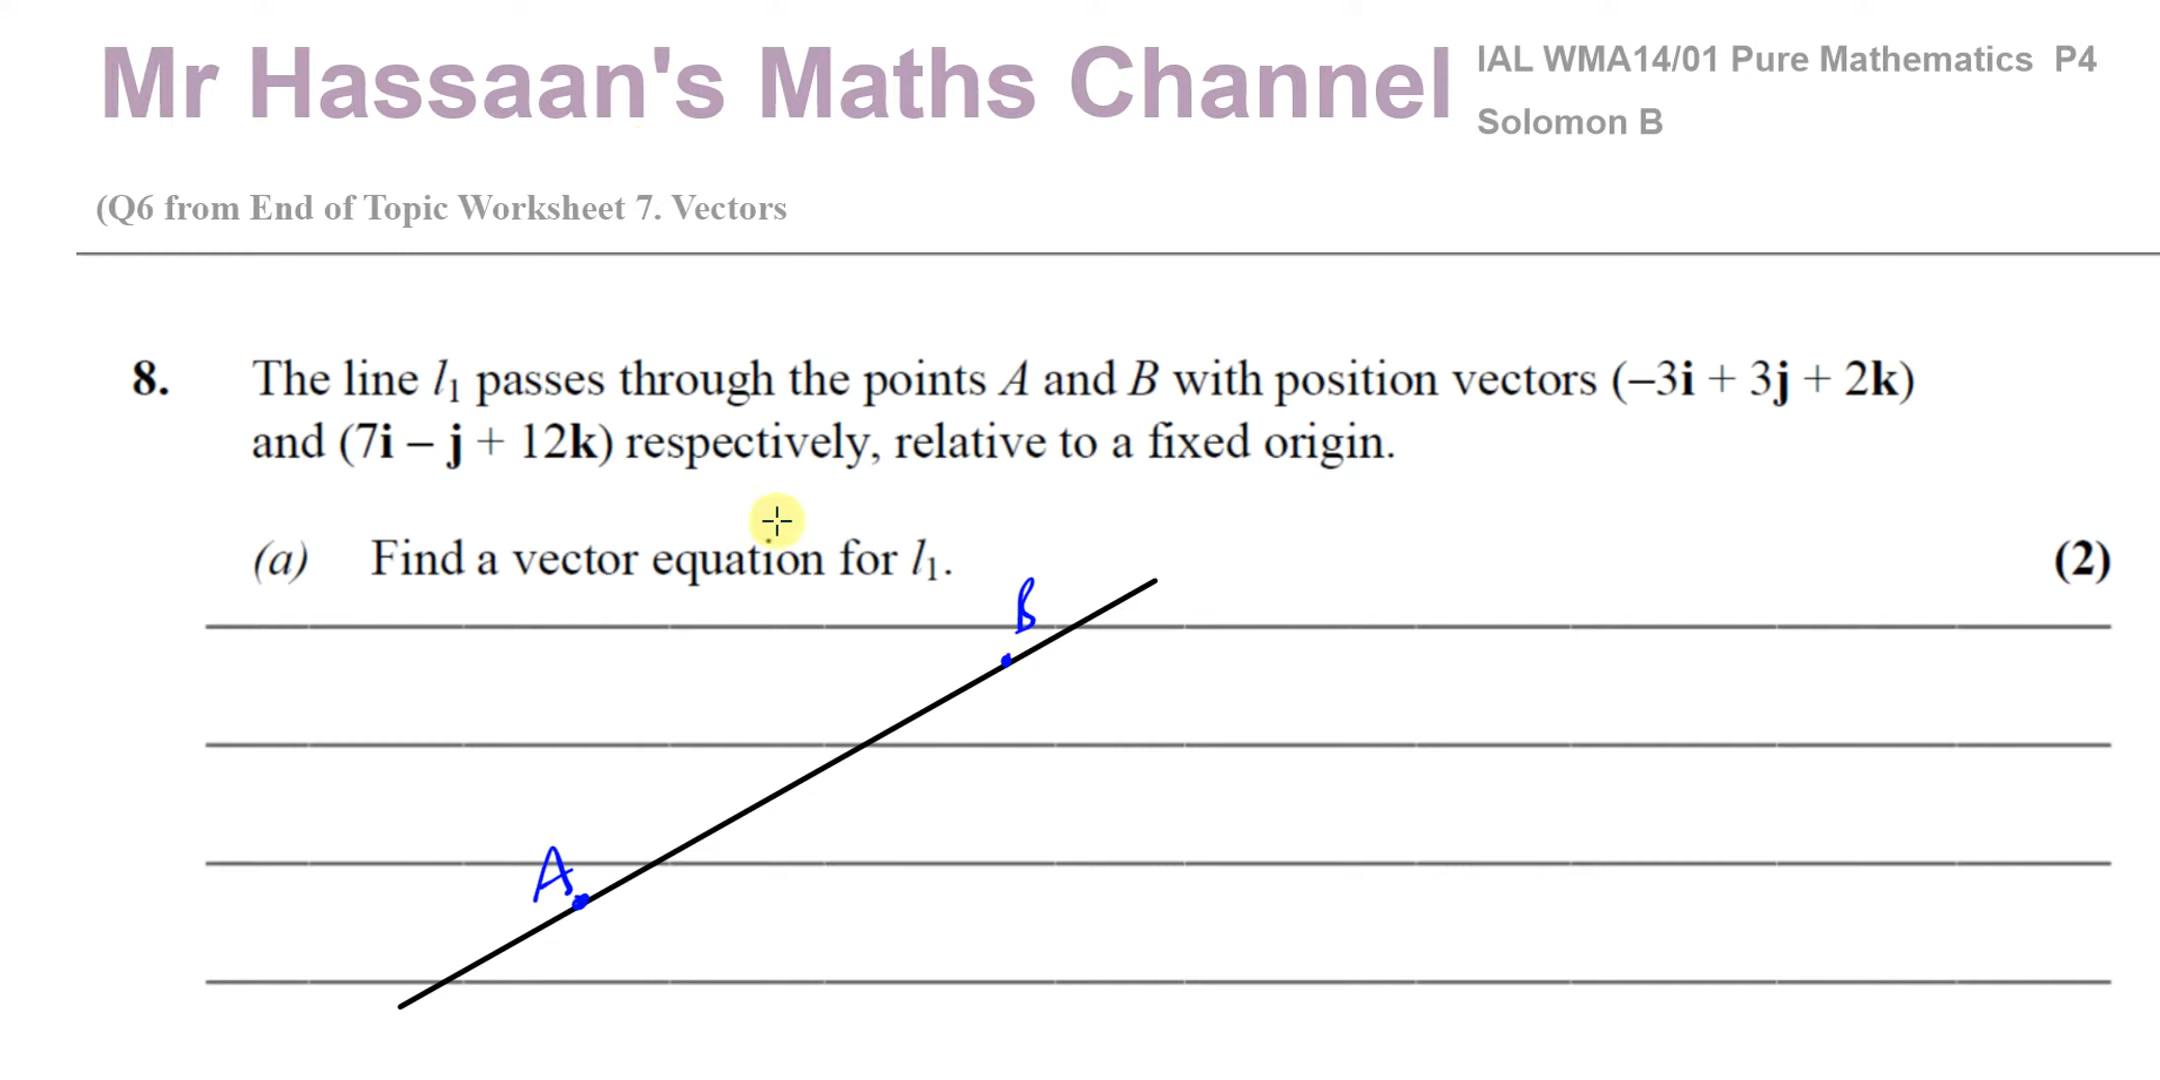 Mr Hassaan's Maths Channel
IAL WMA14/01 Pure Mathematics P4
Solomon B
(Q6 from End of Topic Worksheet 7. Vectors
8. The line l₁ passes through the points A and B with position vectors (–3i + 3j + 2k)
and (7i – j + 12k) respectively, relative to a fixed origin.
(a) Find a vector equation for l₁. (2)
B
A